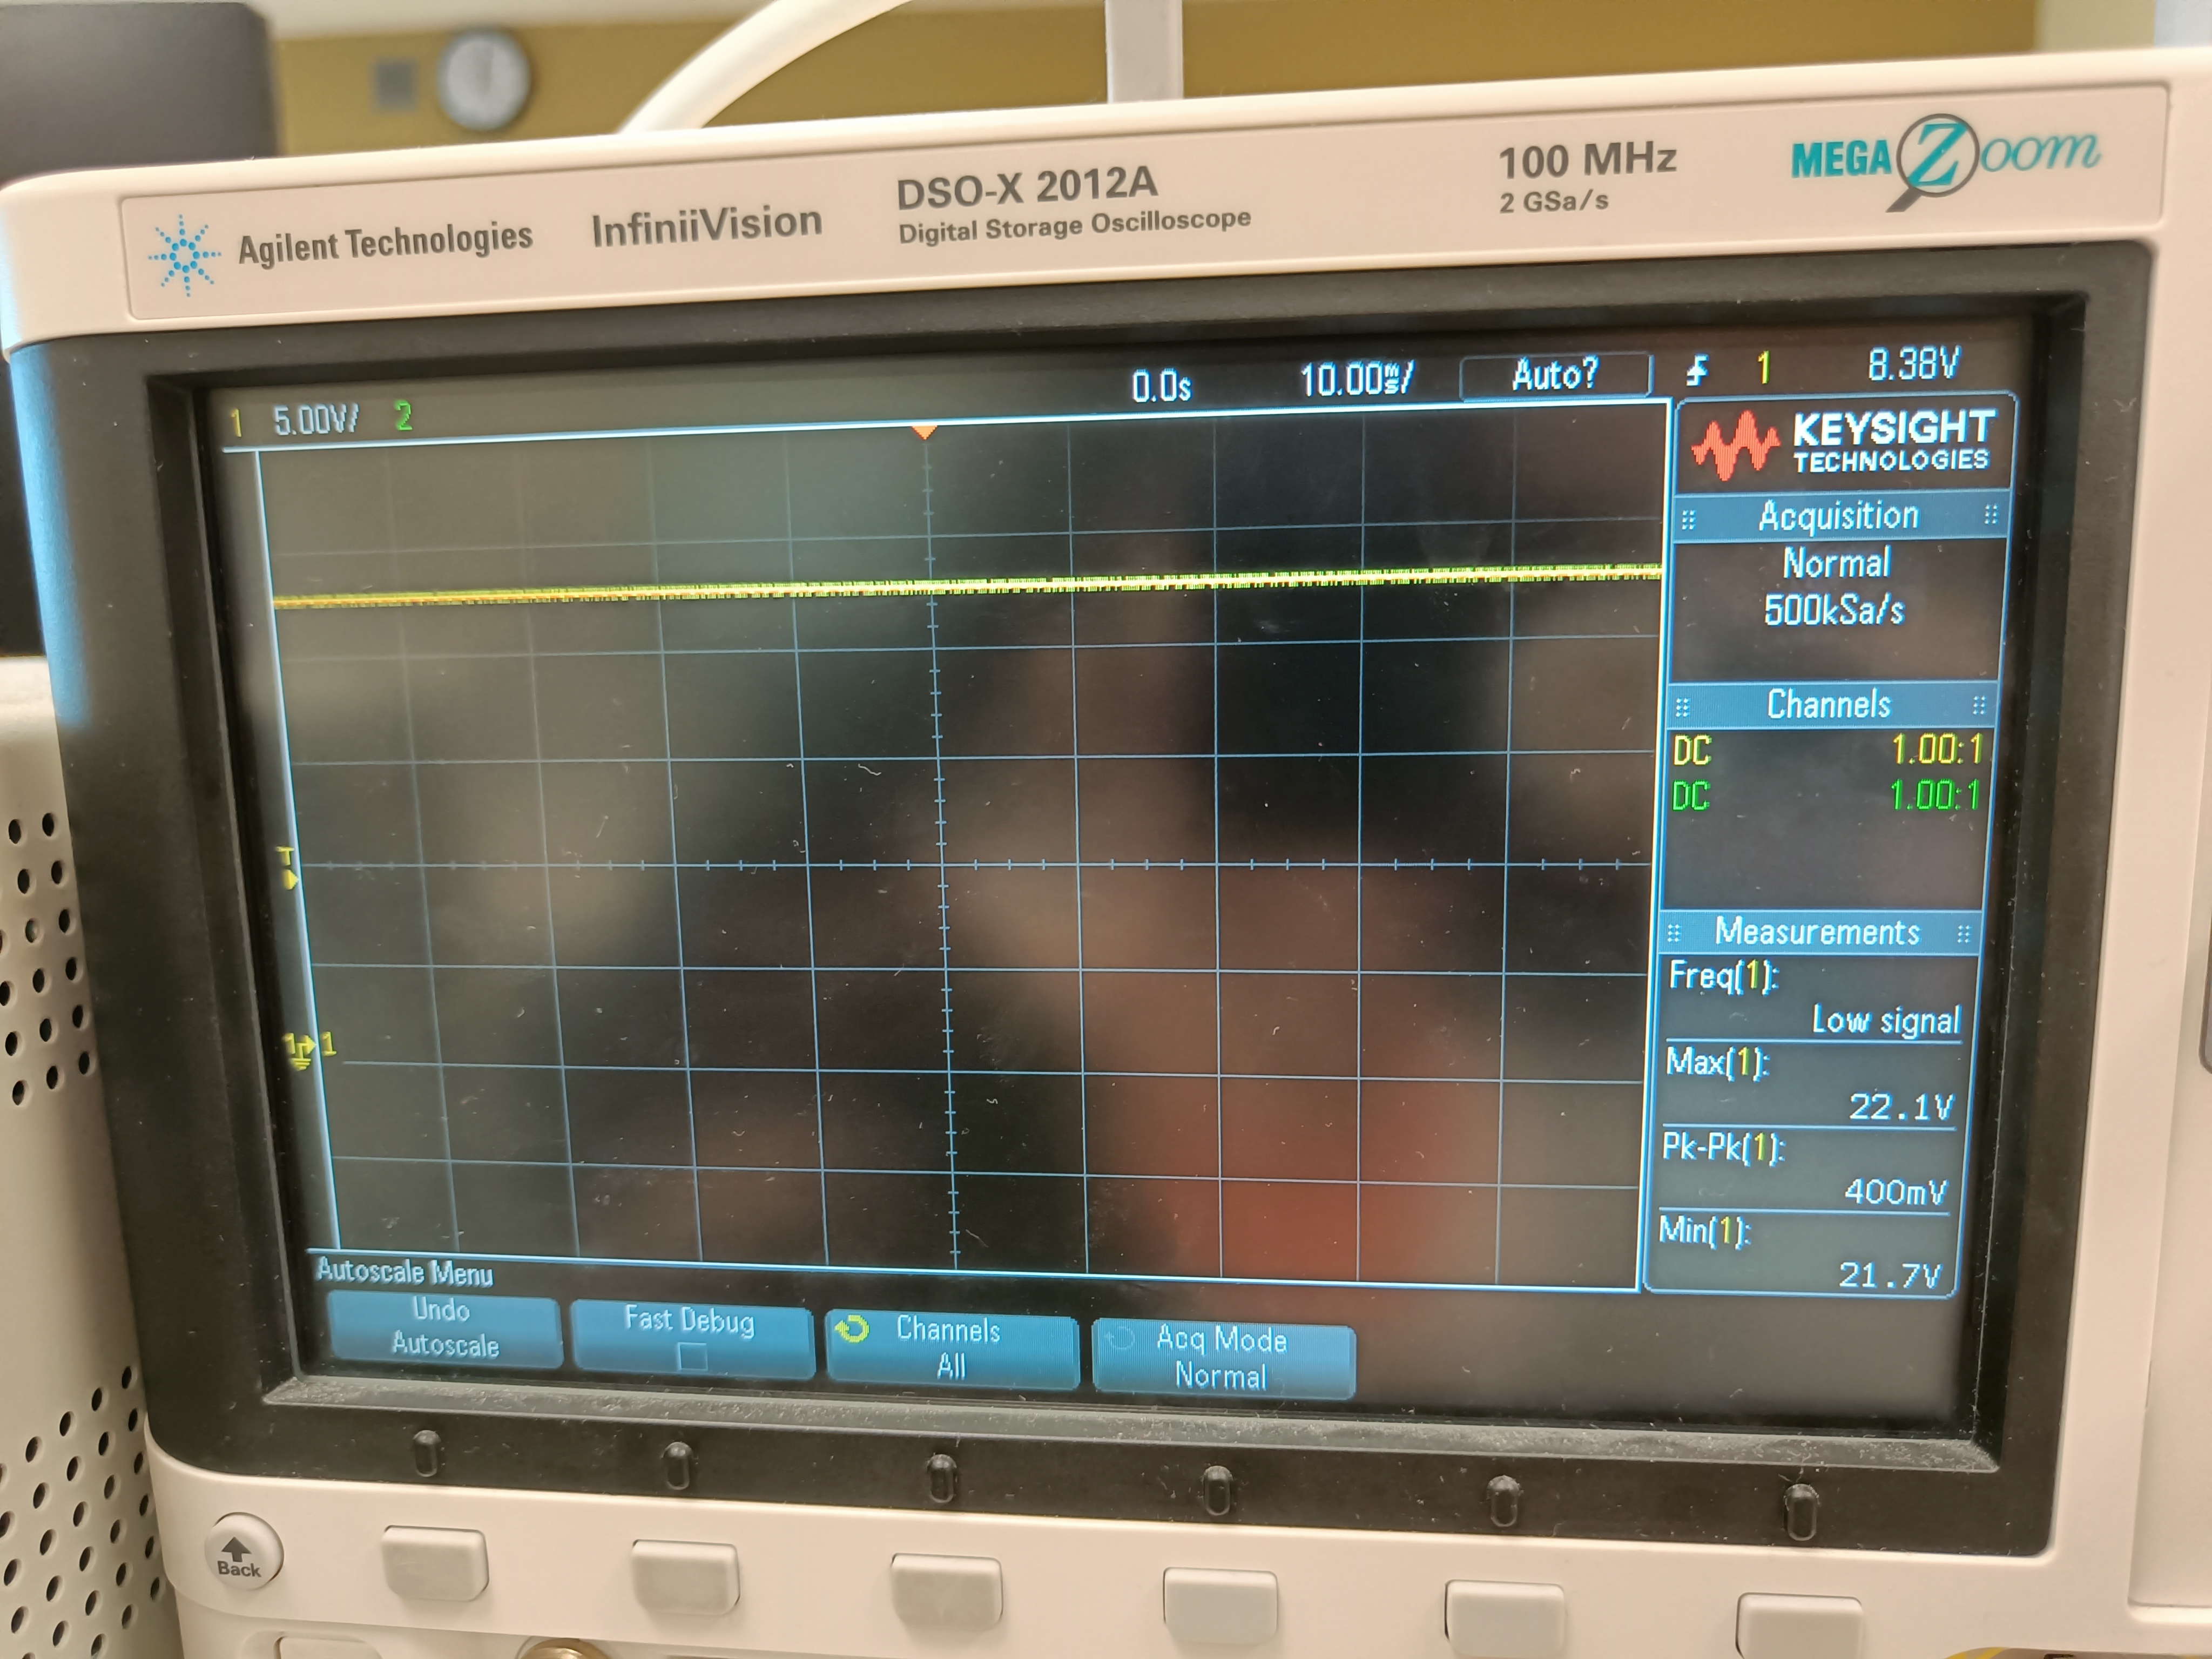 Agilent Technologies
InfiniiVision
DSO-X 2012A
Digital Storage Oscilloscope
100 MHz
2 GSa/s
MEGA Zoom
1 5.00V/ 2 0.0s 10.00ms/ Auto? 1 8.38V
KEYSIGHT
TECHNOLOGIES
Acquisition
Normal
500kSa/s
Channels
DC 1.00:1
DC 1.00:1
Measurements
Freq(1):
Low signal
Max(1):
22.1V
Pk-Pk(1):
400mV
Min(1):
21.7V
T
1 1
Autoscale Menu
Undo
Autoscale
Fast Debug
Channels
All
Acq Mode
Normal
Back